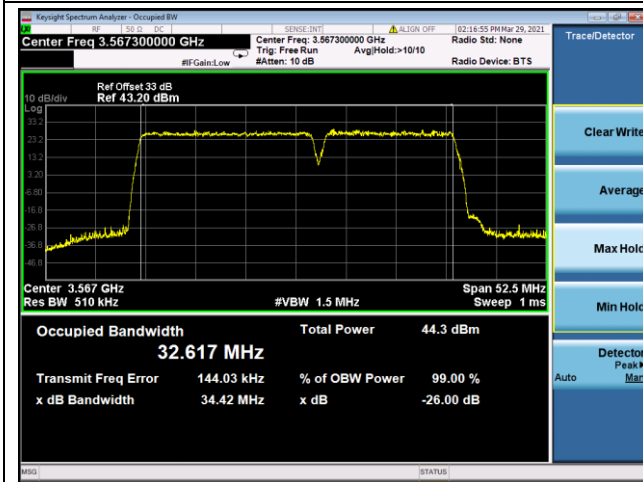 Keysight Spectrum Analyzer - Occupied BW
RF 50 Ω DC SENSE:INT ALIGN OFF 02:16:55 PM Mar 29, 2021
Center Freq 3.567300000 GHz Center Freq: 3.567300000 GHz Radio Std: None
Trig: Free Run Avg|Hold:>10/10
#IFGain:Low #Atten: 10 dB Radio Device: BTS
Trace/Detector
Ref Offset 33 dB
10 dB/div Ref 43.20 dBm
Log
33.2
23.2
13.2
3.20
-6.80
-16.8
-26.8
-36.8
-46.8
Center 3.567 GHz Span 52.5 MHz
Res BW 510 kHz #VBW 1.5 MHz Sweep 1 ms
Occupied Bandwidth Total Power 44.3 dBm
32.617 MHz
Transmit Freq Error 144.03 kHz % of OBW Power 99.00 %
x dB Bandwidth 34.42 MHz x dB -26.00 dB
Clear Write
Average
Max Hold
Min Hold
Detector
Peak
Auto Man
MSG STATUS